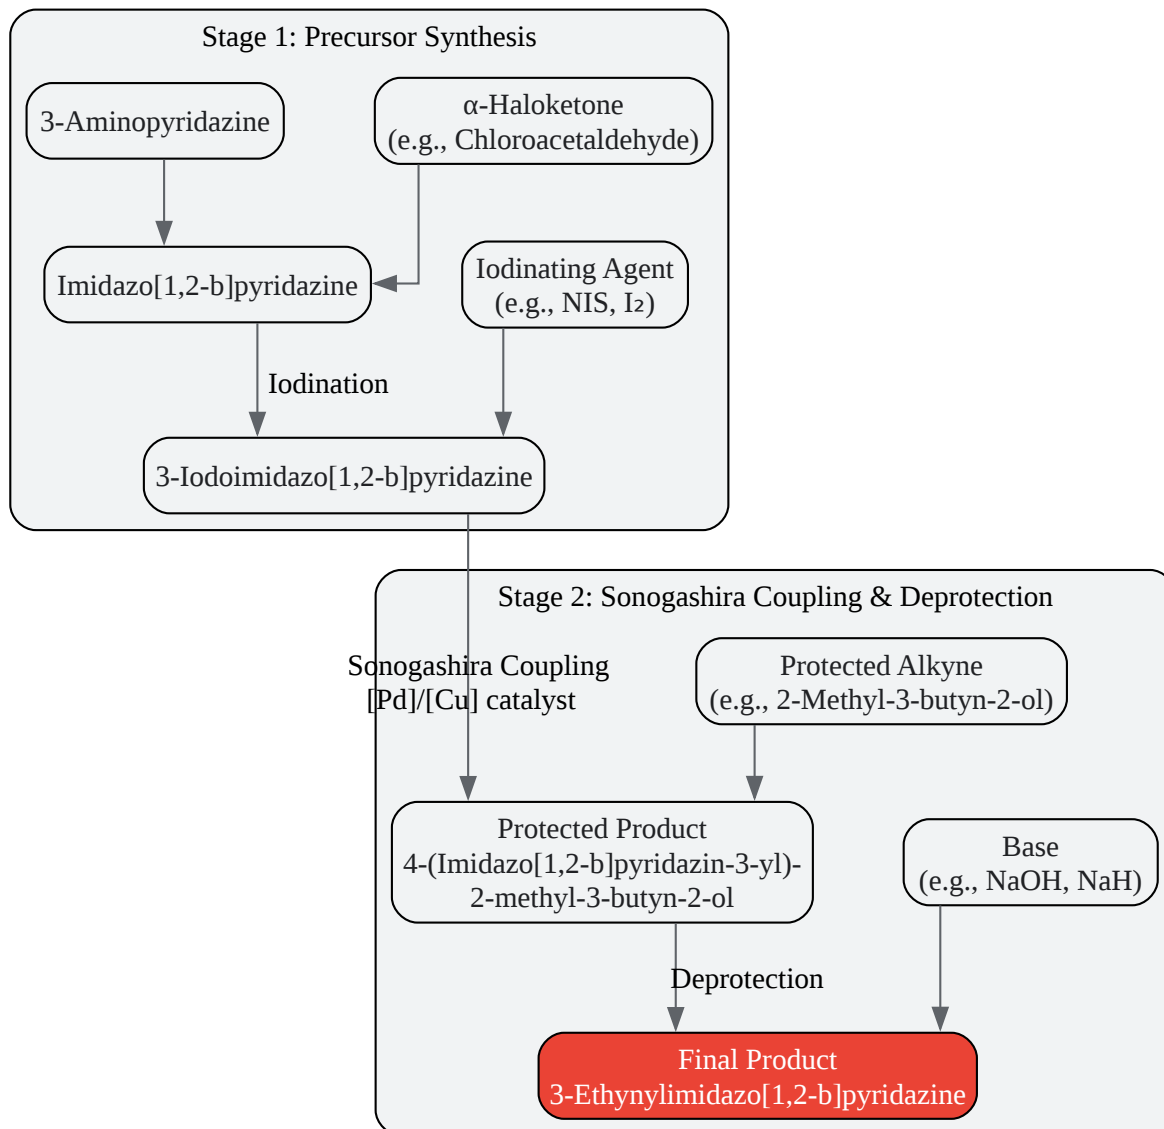 Stage 1: Precursor Synthesis
3-Aminopyridazine
α-Haloketone
(e.g., Chloroacetaldehyde)
Imidazo[1,2-b]pyridazine
Iodinating Agent
(e.g., NIS, I₂)
Iodination
3-Iodoimidazo[1,2-b]pyridazine
Stage 2: Sonogashira Coupling & Deprotection
Sonogashira Coupling
[Pd]/[Cu] catalyst
Protected Alkyne
(e.g., 2-Methyl-3-butyn-2-ol)
Protected Product
4-(Imidazo[1,2-b]pyridazin-3-yl)-
2-methyl-3-butyn-2-ol
Base
(e.g., NaOH, NaH)
Deprotection
Final Product
3-Ethynylimidazo[1,2-b]pyridazine